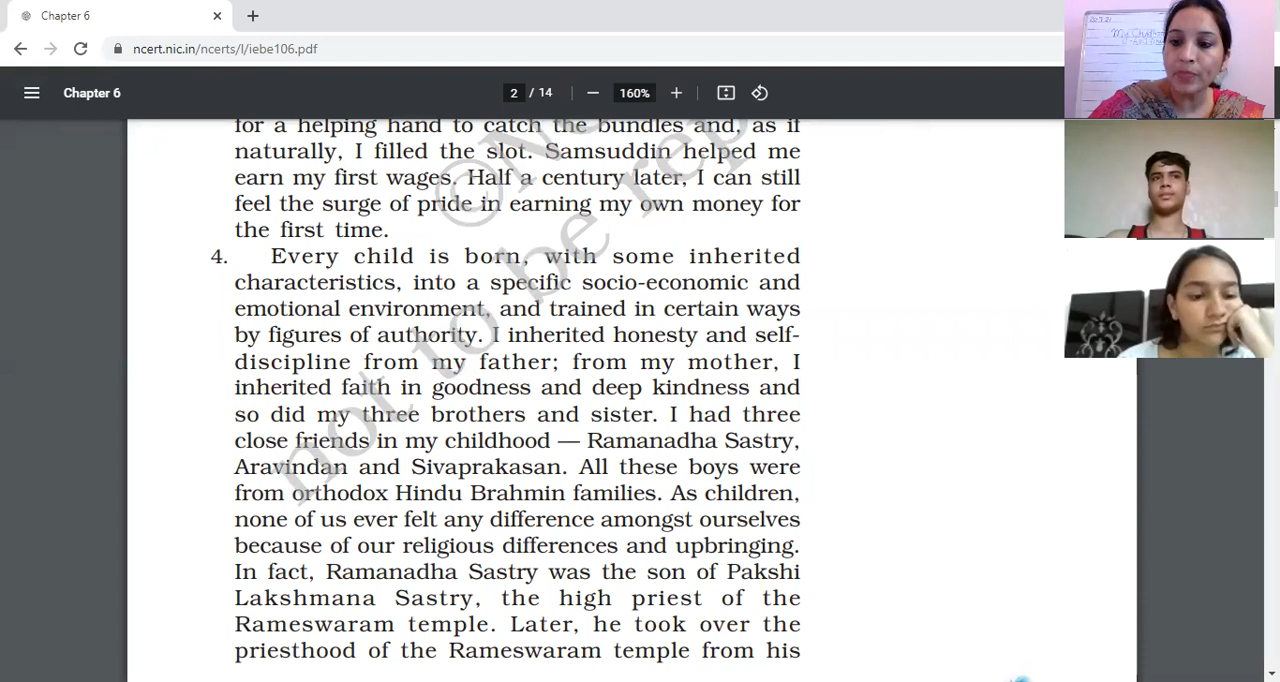 Chapter 6
ncert.nic.in/ncerts/l/iebe106.pdf
Chapter 6
2 / 14
160%
for a helping hand to catch the bundles and, as if
naturally, I filled the slot. Samsuddin helped me
earn my first wages. Half a century later, I can still
feel the surge of pride in earning my own money for
the first time.
4. Every child is born, with some inherited
characteristics, into a specific socio-economic and
emotional environment, and trained in certain ways
by figures of authority. I inherited honesty and self-
discipline from my father; from my mother, I
inherited faith in goodness and deep kindness and
so did my three brothers and sister. I had three
close friends in my childhood — Ramanadha Sastry,
Aravindan and Sivaprakasan. All these boys were
from orthodox Hindu Brahmin families. As children,
none of us ever felt any difference amongst ourselves
because of our religious differences and upbringing.
In fact, Ramanadha Sastry was the son of Pakshi
Lakshmana Sastry, the high priest of the
Rameswaram temple. Later, he took over the
priesthood of the Rameswaram temple from his
not to be rep